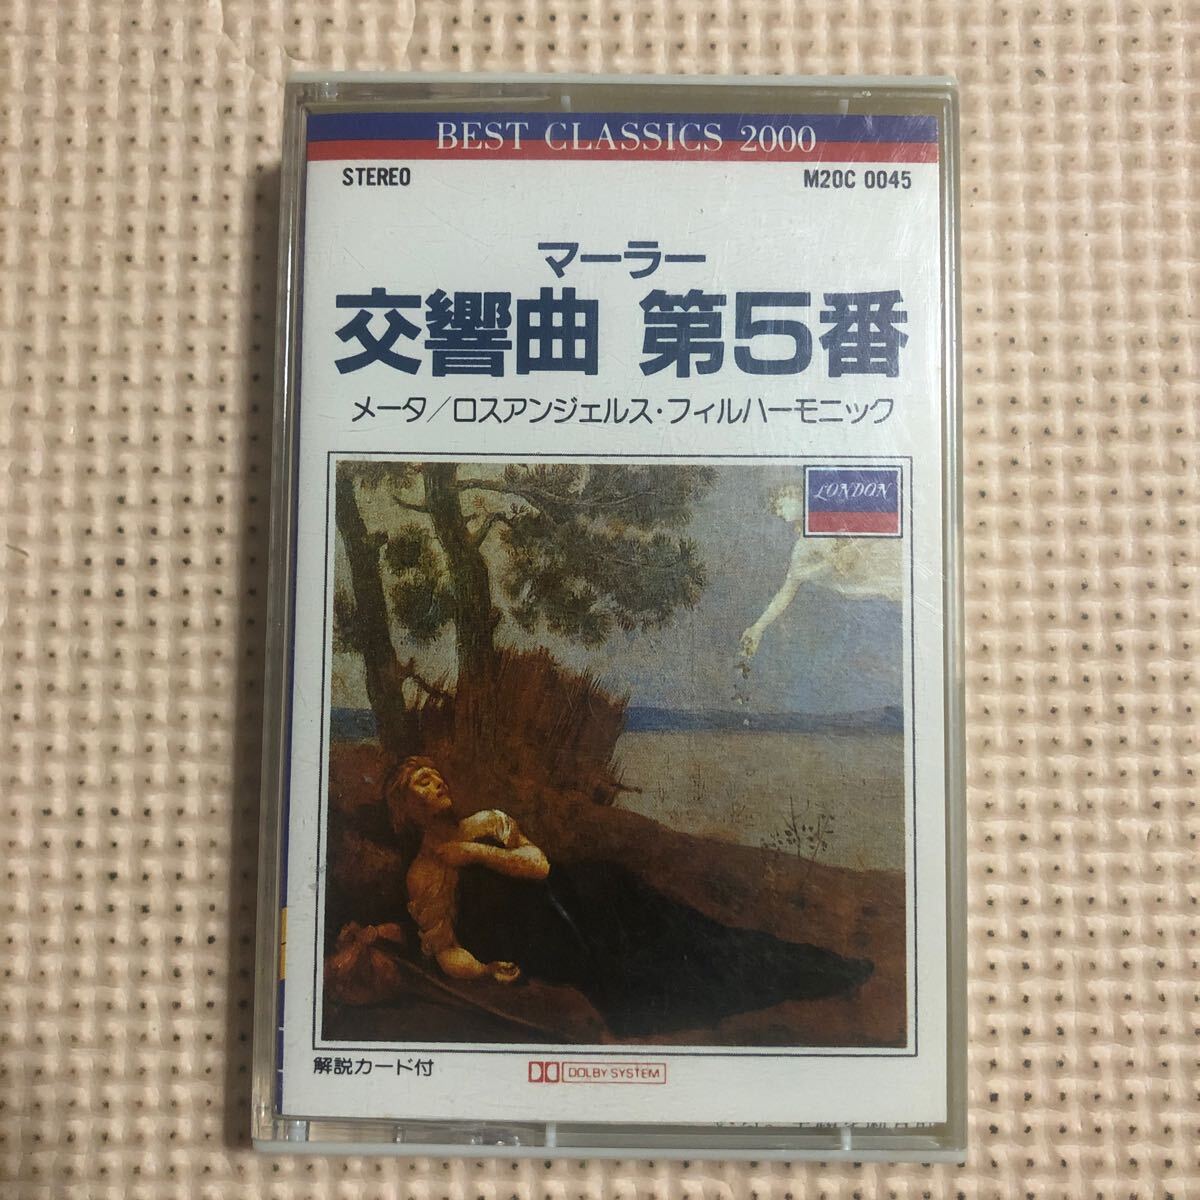 BEST CLASSICS 2000
STEREO
M20C 0045
マーラー
交響曲 第5番
メータ/ロスアンジェルス・フィルハーモニック
LONDON
解説カード付
DOLBY SYSTEM